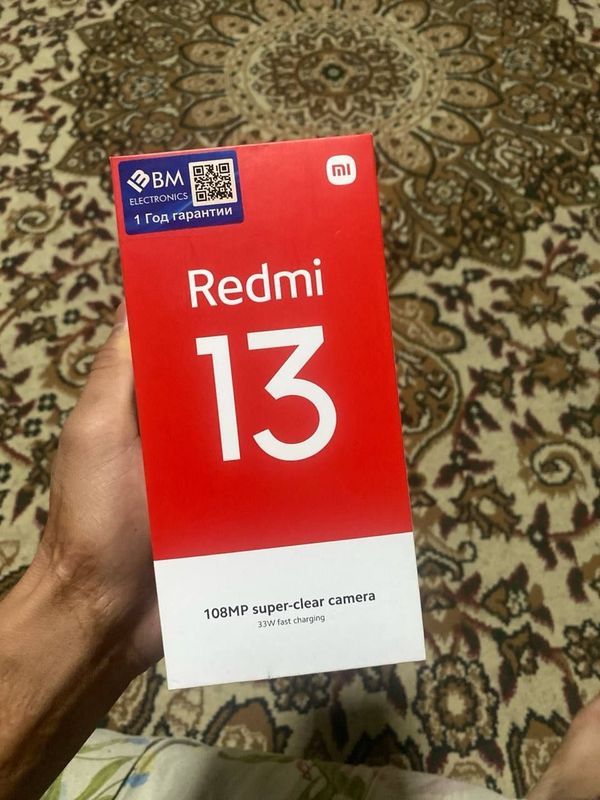 BM
ELECTRONICS
1 Год гарантии
mi
Redmi
13
108MP super-clear camera
33W fast charging